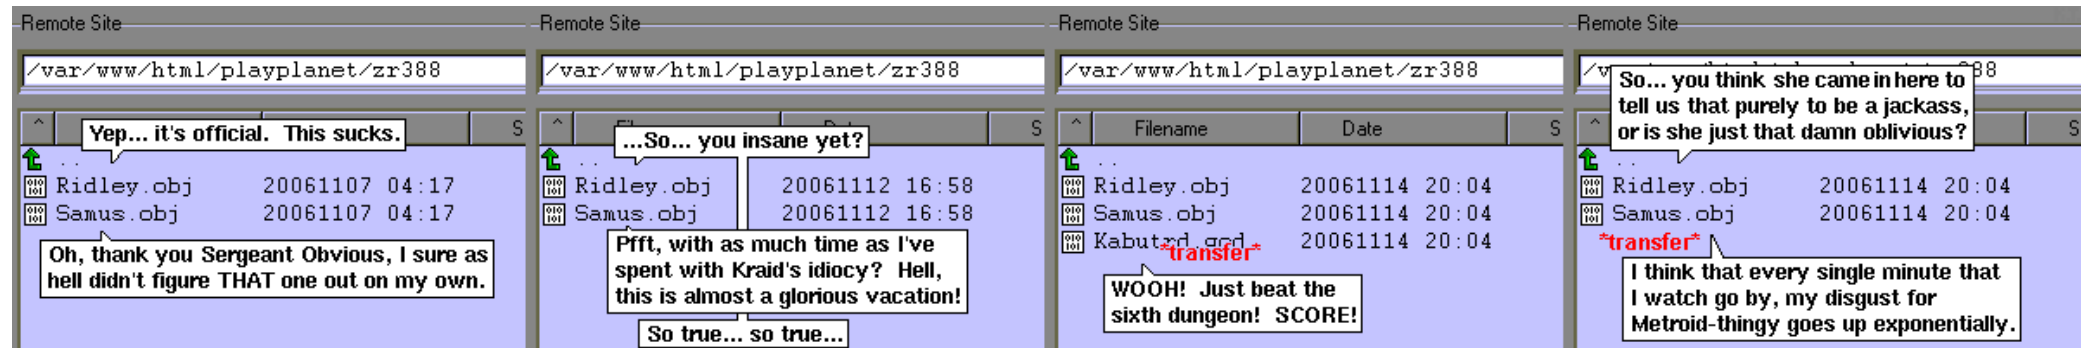 Remote Site
/var/www/html/playplanet/zr388
Yep... it's official. This sucks.
^ S
..
Ridley.obj 20061107 04:17
Samus.obj 20061107 04:17
Oh, thank you Sergeant Obvious, I sure as
hell didn't figure THAT one out on my own.
Remote Site
/var/www/html/playplanet/zr388
...So... you insane yet?
^ S
..
Ridley.obj 20061112 16:58
Samus.obj 20061112 16:58
Pfft, with as much time as I've
spent with Kraid's idiocy? Hell,
this is almost a glorious vacation!
So true... so true...
Remote Site
/var/www/html/playplanet/zr388
^ Filename Date S
..
Ridley.obj 20061114 20:04
Samus.obj 20061114 20:04
Kabutrd.god 20061114 20:04
*transfer*
WOOH! Just beat the
sixth dungeon! SCORE!
Remote Site
So... you think she came in here to
tell us that purely to be a jackass,
or is she just that damn oblivious?
^ S
..
Ridley.obj 20061114 20:04
Samus.obj 20061114 20:04
*transfer*
I think that every single minute that
I watch go by, my disgust for
Metroid-thingy goes up exponentially.